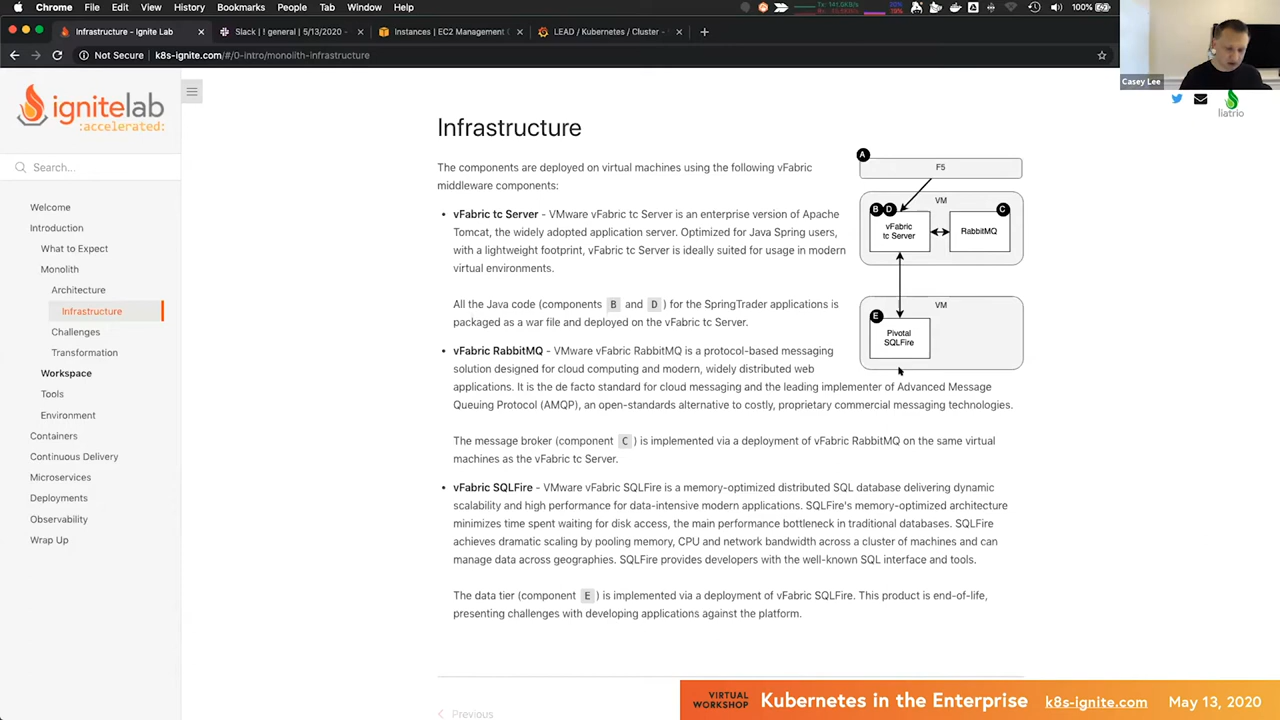 Chrome File Edit View History Bookmarks People Tab Window Help
100%
Infrastructure - Ignite Lab
Slack | ! general | 5/13/2020
Instances | EC2 Management C
LEAD / Kubernetes / Cluster -
Not Secure | k8s-ignite.com/#/0-intro/monolith-infrastructure
Casey Lee
liatrio
ignitelab
:accelerated:
Search...
Welcome
Introduction
What to Expect
Monolith
Architecture
Infrastructure
Challenges
Transformation
Workspace
Tools
Environment
Containers
Continuous Delivery
Microservices
Deployments
Observability
Wrap Up
Infrastructure
The components are deployed on virtual machines using the following vFabric
middleware components:
• vFabric tc Server - VMware vFabric tc Server is an enterprise version of Apache
Tomcat, the widely adopted application server. Optimized for Java Spring users,
with a lightweight footprint, vFabric tc Server is ideally suited for usage in modern
virtual environments.
All the Java code (components B and D ) for the SpringTrader applications is
packaged as a war file and deployed on the vFabric tc Server.
• vFabric RabbitMQ - VMware vFabric RabbitMQ is a protocol-based messaging
solution designed for cloud computing and modern, widely distributed web
applications. It is the de facto standard for cloud messaging and the leading implementer of Advanced Message
Queuing Protocol (AMQP), an open-standards alternative to costly, proprietary commercial messaging technologies.
The message broker (component C ) is implemented via a deployment of vFabric RabbitMQ on the same virtual
machines as the vFabric tc Server.
• vFabric SQLFire - VMware vFabric SQLFire is a memory-optimized distributed SQL database delivering dynamic
scalability and high performance for data-intensive modern applications. SQLFire's memory-optimized architecture
minimizes time spent waiting for disk access, the main performance bottleneck in traditional databases. SQLFire
achieves dramatic scaling by pooling memory, CPU and network bandwidth across a cluster of machines and can
manage data across geographies. SQLFire provides developers with the well-known SQL interface and tools.
The data tier (component E ) is implemented via a deployment of vFabric SQLFire. This product is end-of-life,
presenting challenges with developing applications against the platform.
A
F5
VM
B D
vFabric
tc Server
C
RabbitMQ
VM
E
Pivotal
SQLFire
Previous
VIRTUAL
WORKSHOP
Kubernetes in the Enterprise k8s-ignite.com May 13, 2020